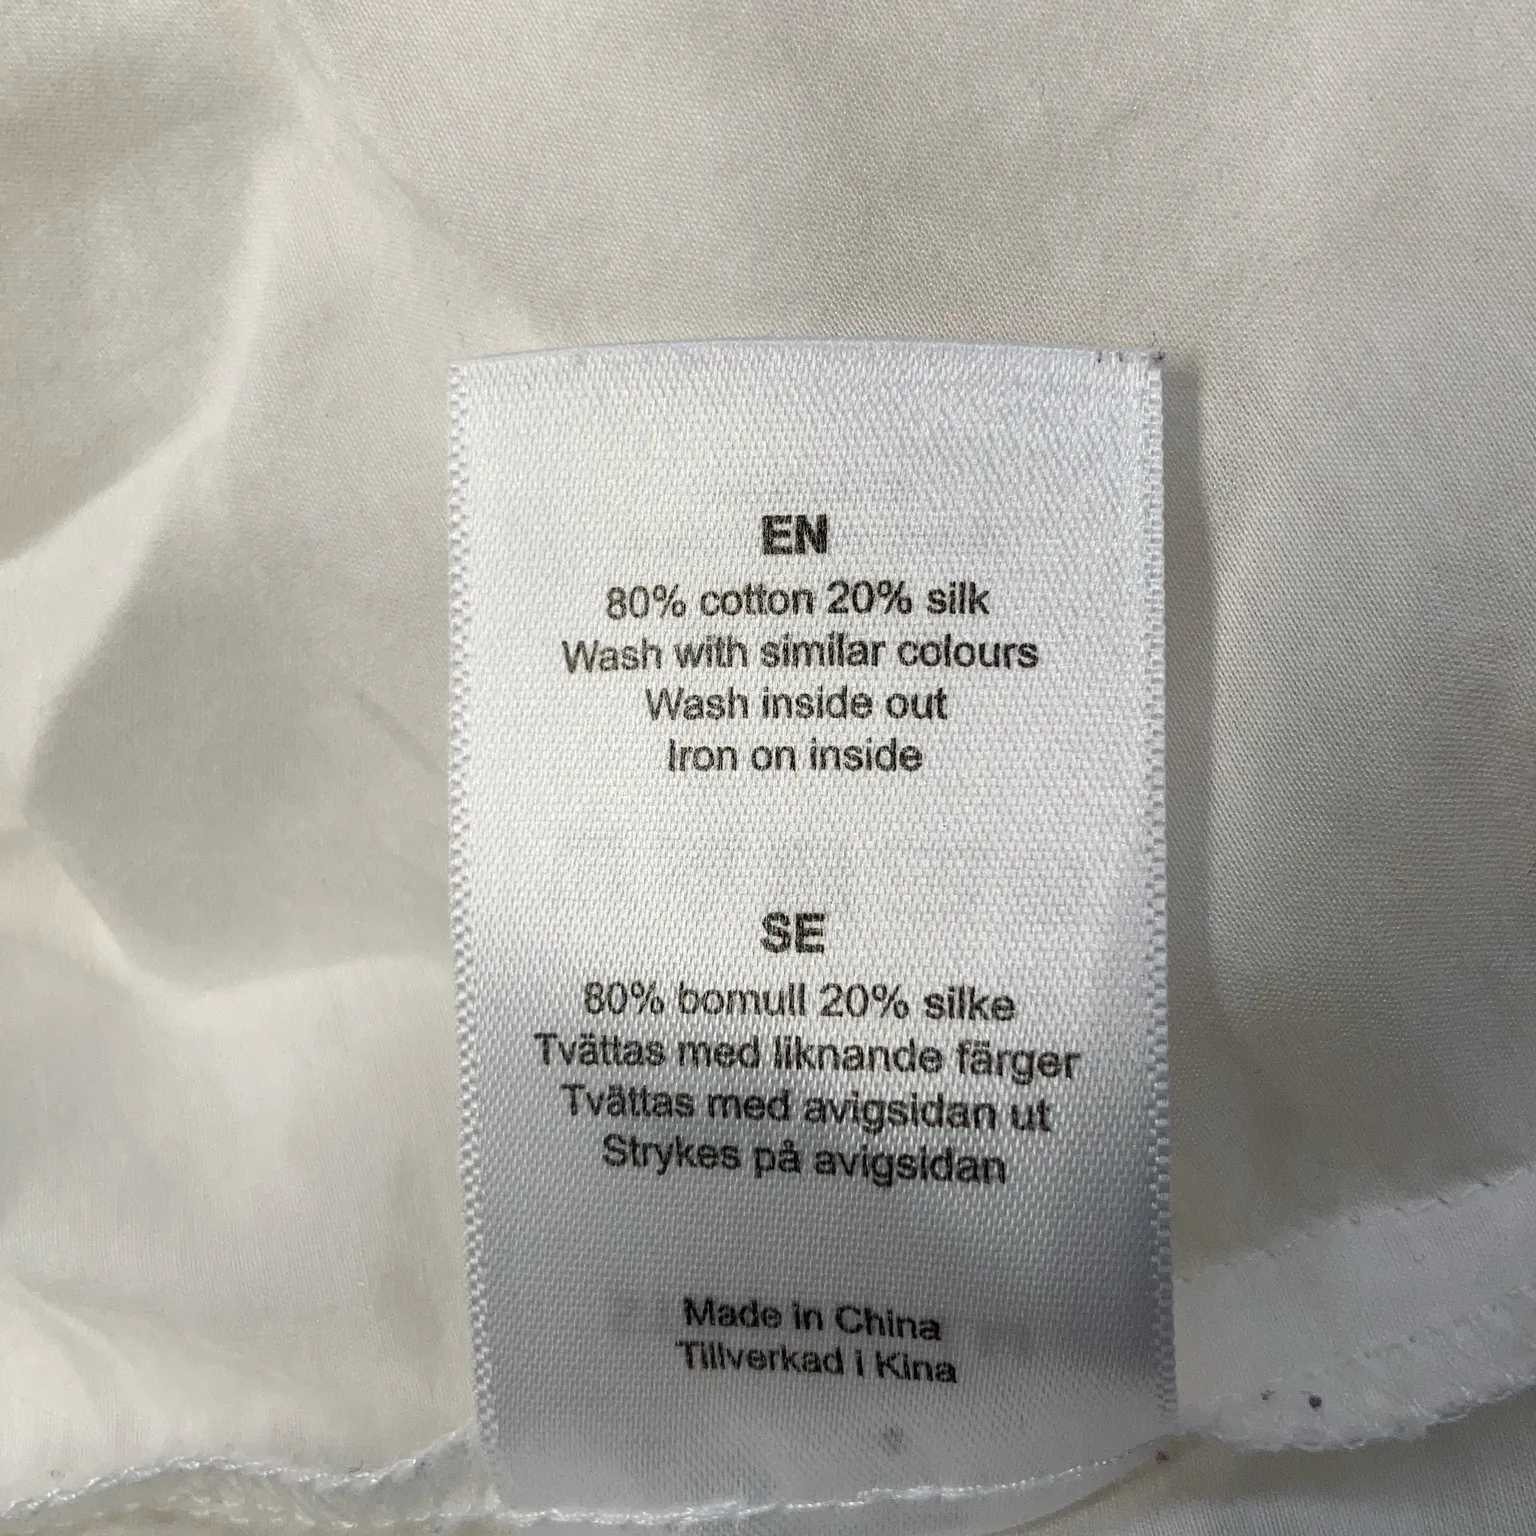 EN
80% cotton 20% silk
Wash with similar colours
Wash inside out
Iron on inside
SE
80% bomull 20% silke
Tvättas med liknande färger
Tvättas med avigsidan ut
Strykes på avigsidan
Made in China
Tillverkad i Kina